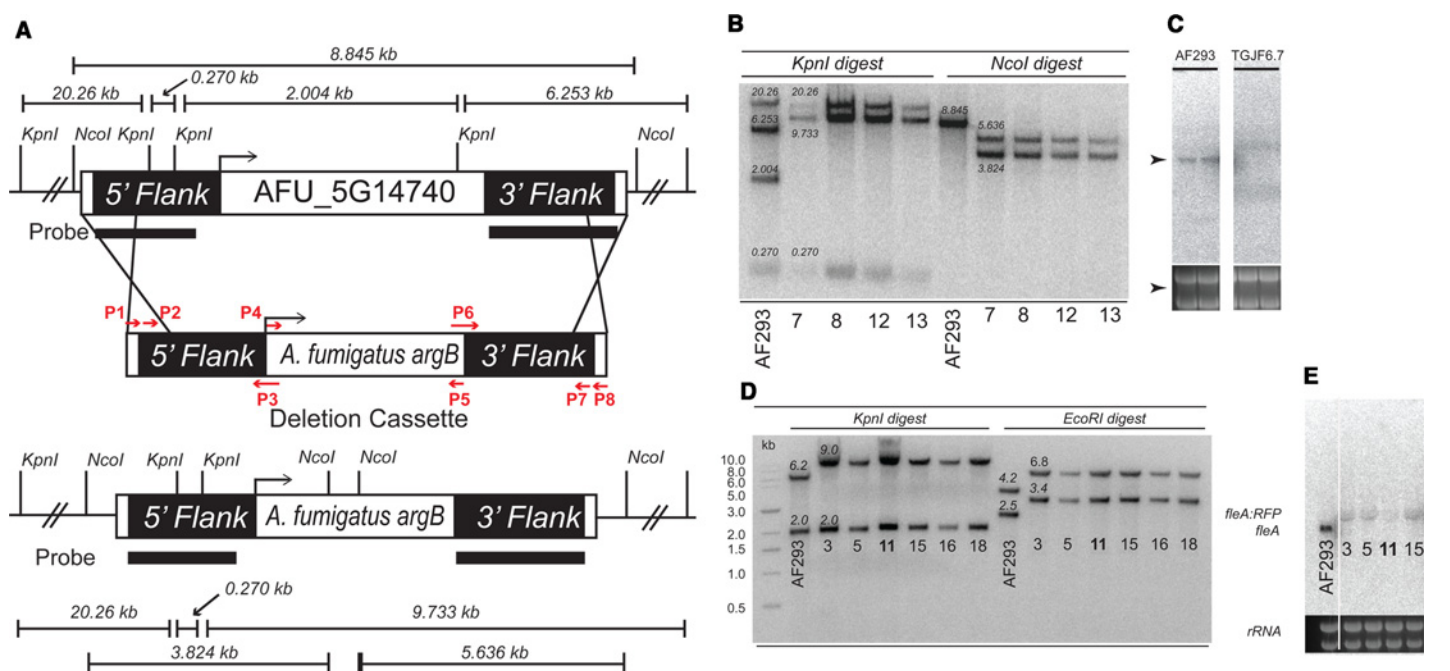 A
8.845 kb
0.270 kb
20.26 kb
2.004 kb
6.253 kb
KpnI
NcoI
KpnI
KpnI
KpnI
NcoI
5' Flank
AFU_5G14740
3' Flank
Probe
P1
P2
P4
P6
5' Flank
A. fumigatus argB
3' Flank
P3
P5
P7
P8
Deletion Cassette
KpnI
NcoI
KpnI
KpnI
NcoI
NcoI
NcoI
5' Flank
A. fumigatus argB
3' Flank
Probe
0.270 kb
20.26 kb
9.733 kb
3.824 kb
5.636 kb
B
KpnI digest
NcoI digest
20.26
20.26
6.253
9.733
2.004
0.270
0.270
8.845
5.636
3.824
AF293
7
8
12
13
AF293
7
8
12
13
C
AF293
TGJF6.7
D
KpnI digest
EcoRI digest
kb
10.0
8.0
6.0
5.0
3.0
2.0
1.5
1.0
0.5
6.2
9.0
2.0
2.0
4.2
2.5
6.8
3.4
AF293
3
5
11
15
16
18
AF293
3
5
11
15
16
18
E
fleA:RFP
fleA
AF293
3
5
11
15
rRNA